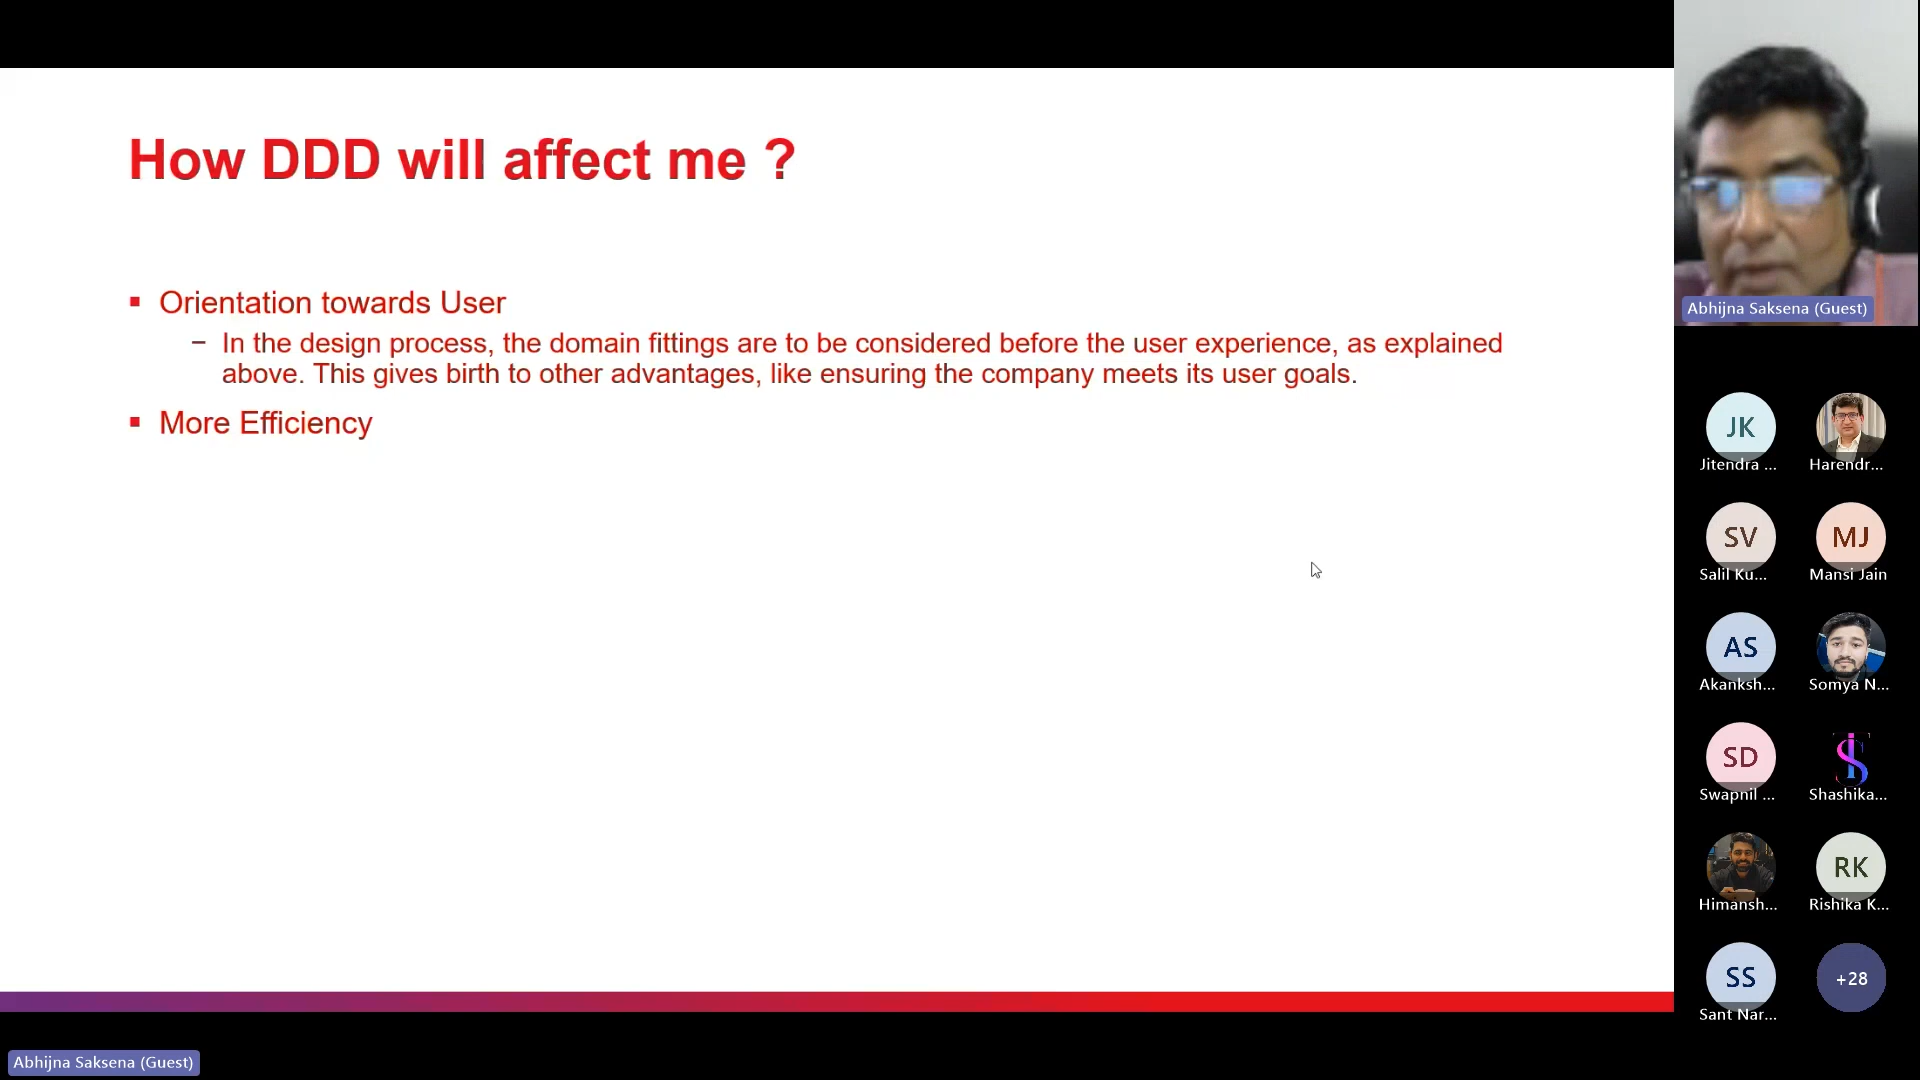 How DDD will affect me ?
▪ Orientation towards User
– In the design process, the domain fittings are to be considered before the user experience, as explained
above. This gives birth to other advantages, like ensuring the company meets its user goals.
▪ More Efficiency
Abhijna Saksena (Guest)
JK
Jitendra ...
Harendr...
SV
Salil Ku...
MJ
Mansi Jain
AS
Akanksh...
Somya N...
SD
Swapnil ...
Shashika...
Himansh...
RK
Rishika K...
SS
Sant Nar...
+28
Abhijna Saksena (Guest)